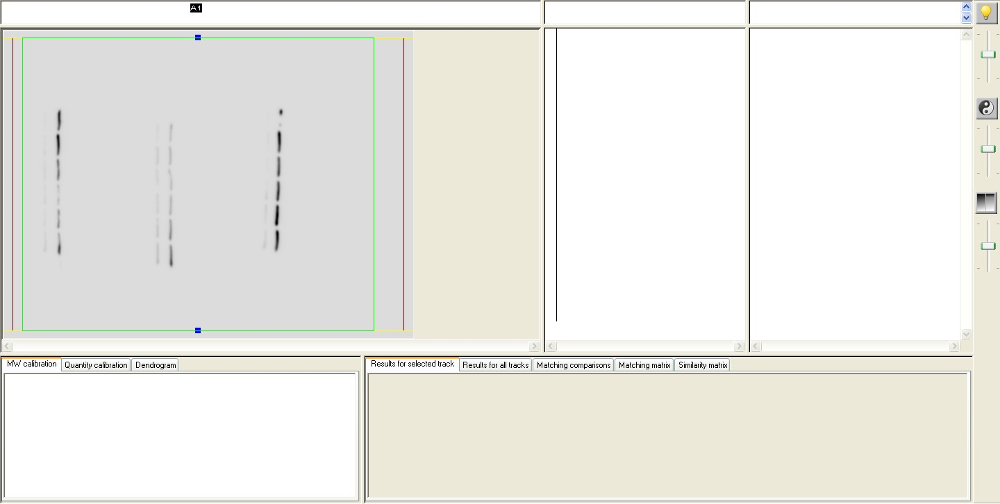 A1
MW calibration Quantity calibration Dendrogram
Results for selected track Results for all tracks Matching comparisons Matching matrix Similarity matrix